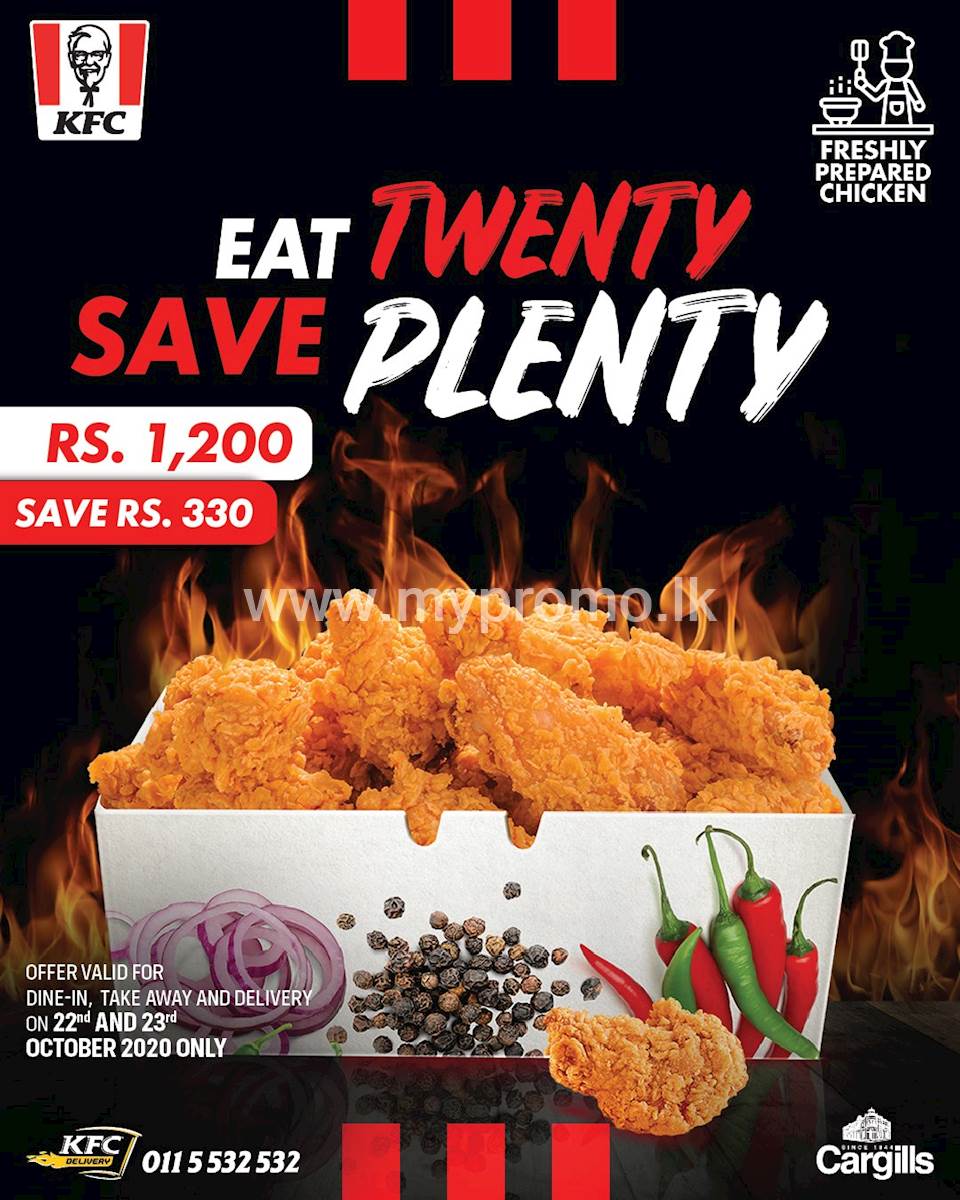 KFC
FRESHLY
PREPARED
CHICKEN
EAT TWENTY
SAVE PLENTY
RS. 1,200
SAVE RS. 330
www.mypromo.lk
OFFER VALID FOR
DINE-IN, TAKE AWAY AND DELIVERY
ON 22nd AND 23rd
OCTOBER 2020 ONLY
KFC
DELIVERY
011 5 532 532
SINCE 1844
Cargills